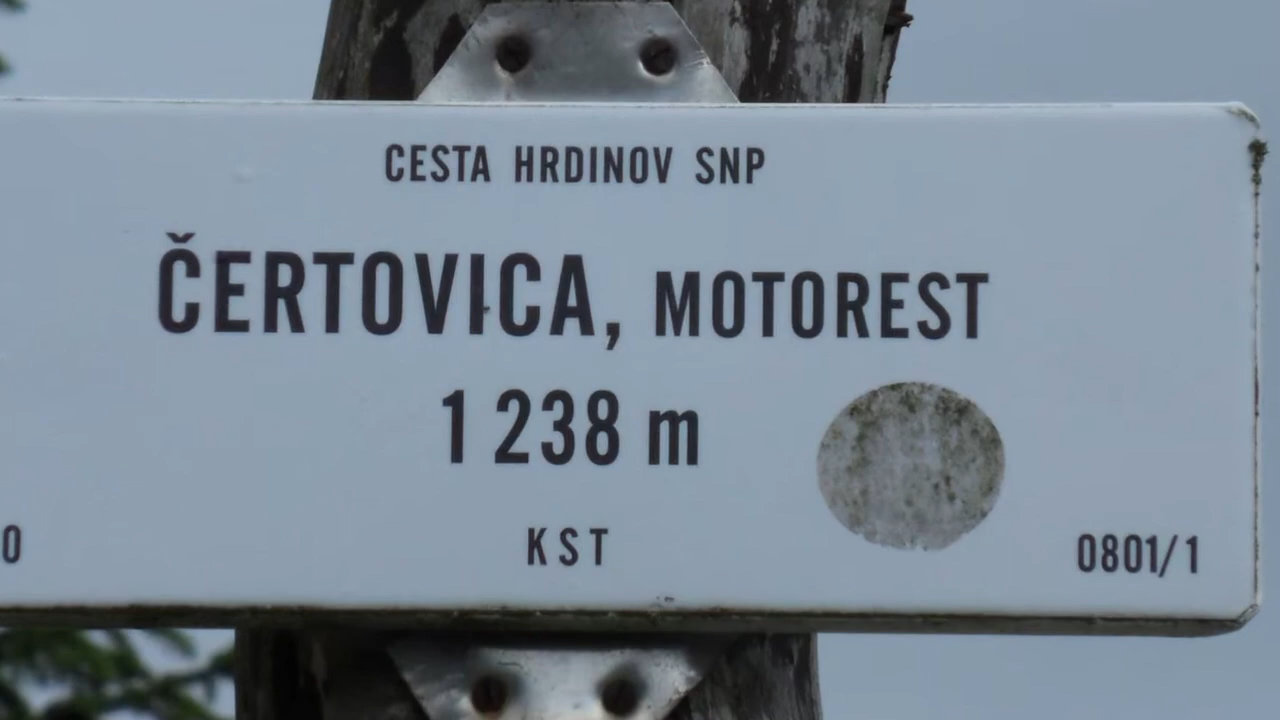 CESTA HRDINOV SNP
ČERTOVICA, MOTOREST
1 238 m
KST
0801/1